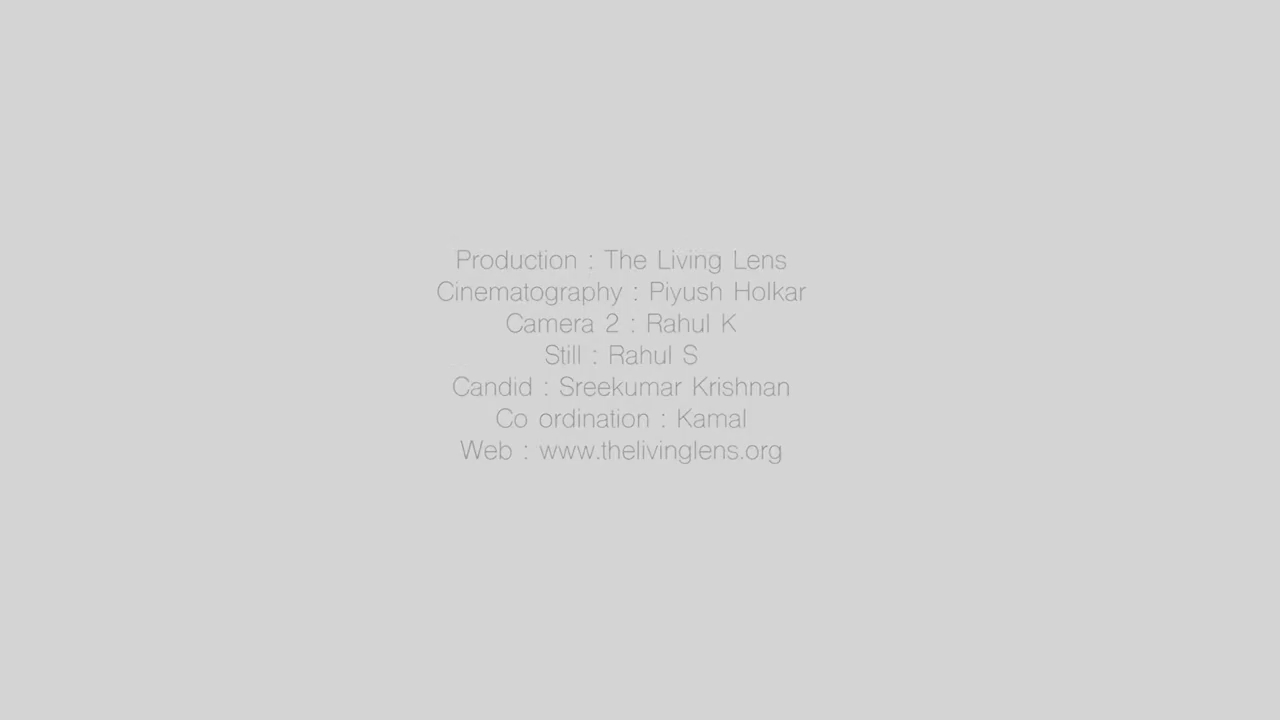 Production : The Living Lens
Cinematography : Piyush Holkar
Camera 2 : Rahul K
Still : Rahul S
Candid : Sreekumar Krishnan
Co ordination : Kamal
Web : www.thelivinglens.org